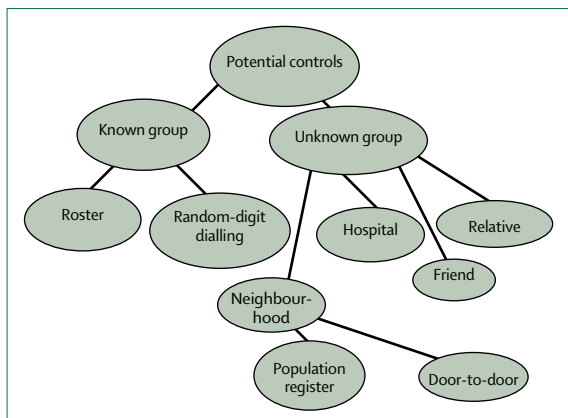 Potential controls
Known group
Unknown group
Roster
Random-digit
dialling
Hospital
Relative
Friend
Neighbour-
hood
Population
register
Door-to-door